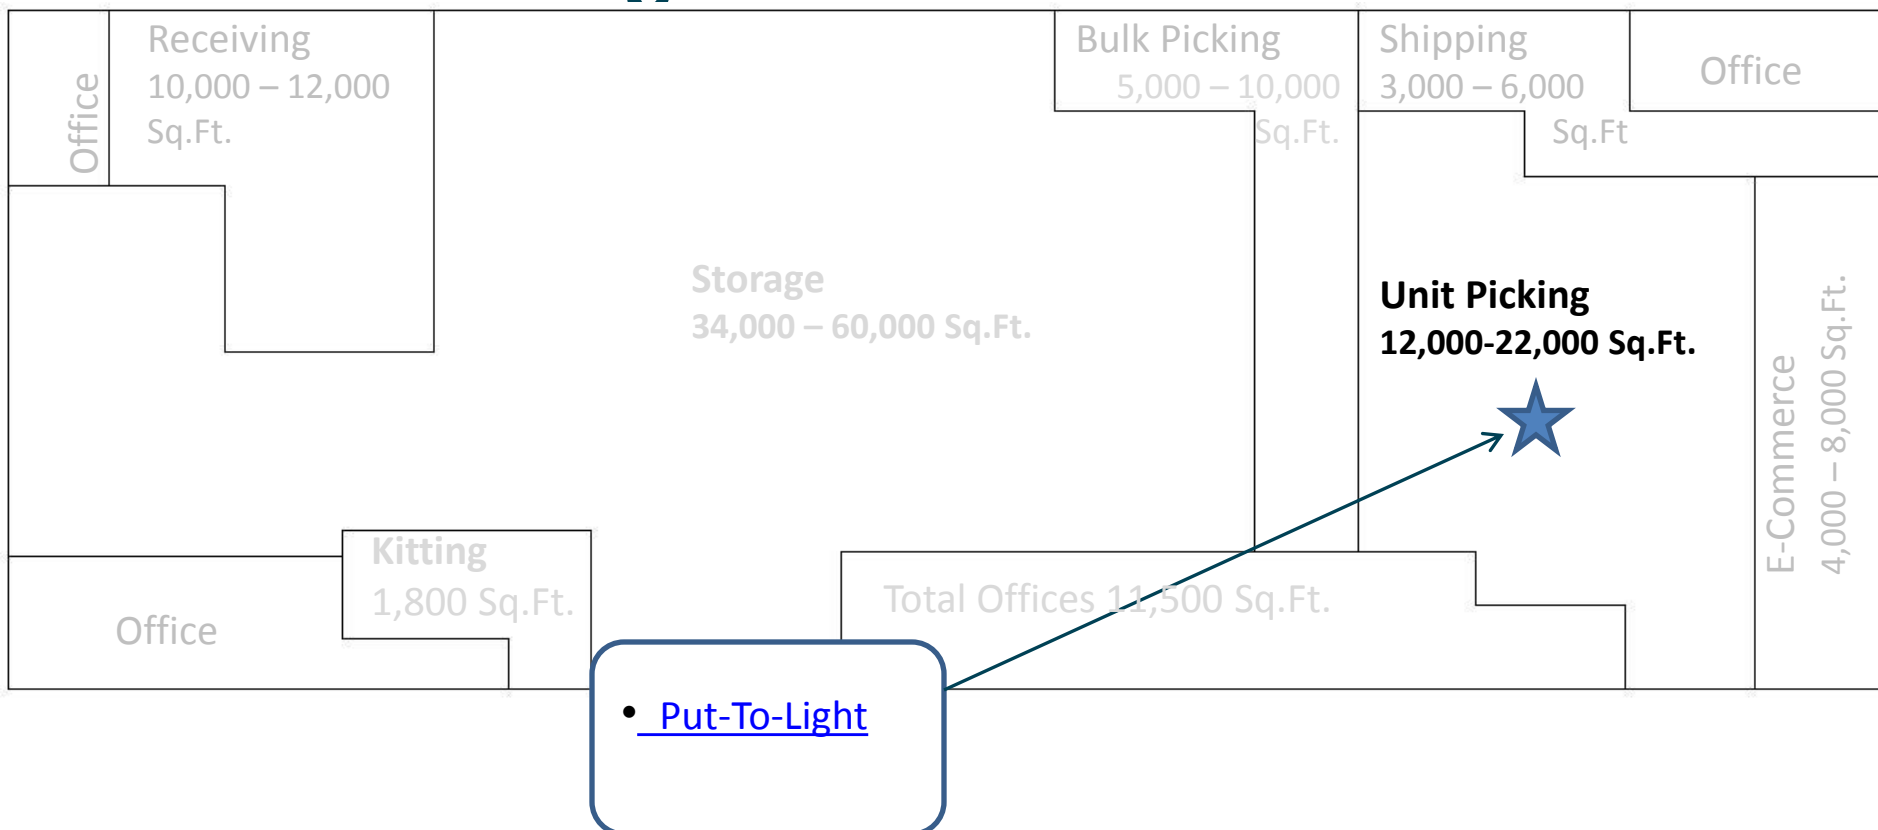 Office
Receiving
10,000 – 12,000
Sq.Ft.
Bulk Picking
5,000 – 10,000
Sq.Ft.
Shipping
3,000 – 6,000
Sq.Ft
Office
Storage
34,000 – 60,000 Sq.Ft.
Unit Picking
12,000-22,000 Sq.Ft.
E-Commerce
4,000 – 8,000 Sq.Ft.
Kitting
1,800 Sq.Ft.
Office
Total Offices 11,500 Sq.Ft.
• Put-To-Light